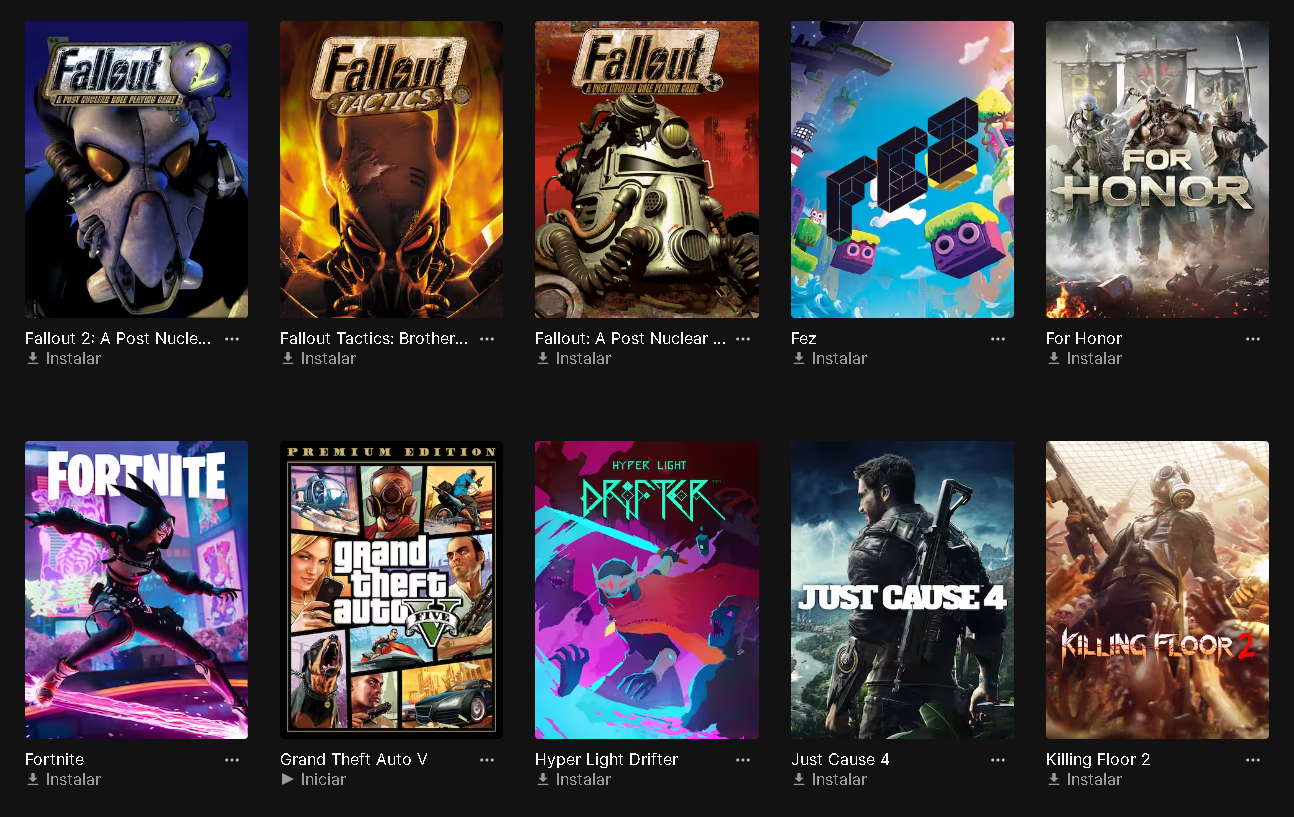 Fallout 2
A POST NUCLEAR ROLE PLAYING GAME
Fallout
TACTICS
Fallout
A POST NUCLEAR ROLE PLAYING GAME
FEZ
FOR
HONOR
Fallout 2: A Post Nucle...
Instalar
Fallout Tactics: Brother...
Instalar
Fallout: A Post Nuclear ...
Instalar
Fez
Instalar
For Honor
Instalar
FORTNITE
PREMIUM EDITION
grand
theft
auto
FIVE
HYPER LIGHT
DRIFTER
JUST CAUSE 4
KILLING FLOOR 2
Fortnite
Instalar
Grand Theft Auto V
Iniciar
Hyper Light Drifter
Instalar
Just Cause 4
Instalar
Killing Floor 2
Instalar